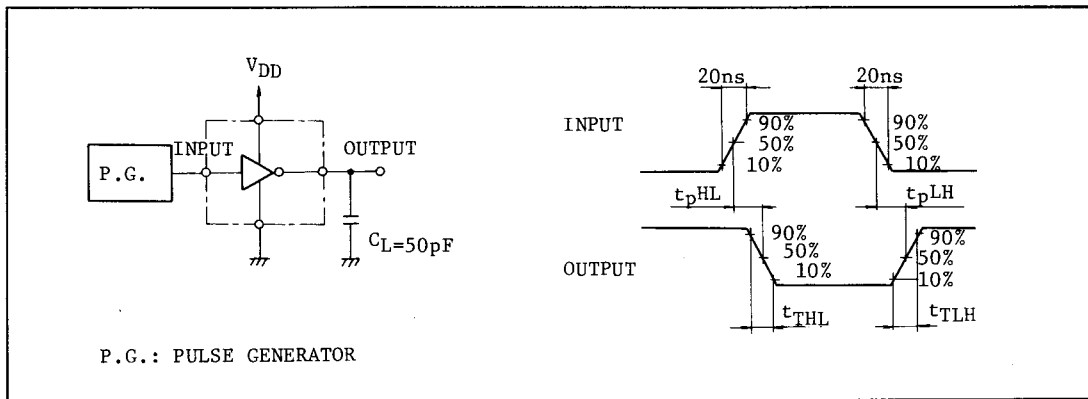 VDD
INPUT
OUTPUT
P.G.
CL=50pF
P.G.: PULSE GENERATOR
20ns
20ns
INPUT
90%
50%
10%
90%
50%
10%
tpHL
tpLH
OUTPUT
90%
50%
10%
90%
50%
10%
tTHL
tTLH